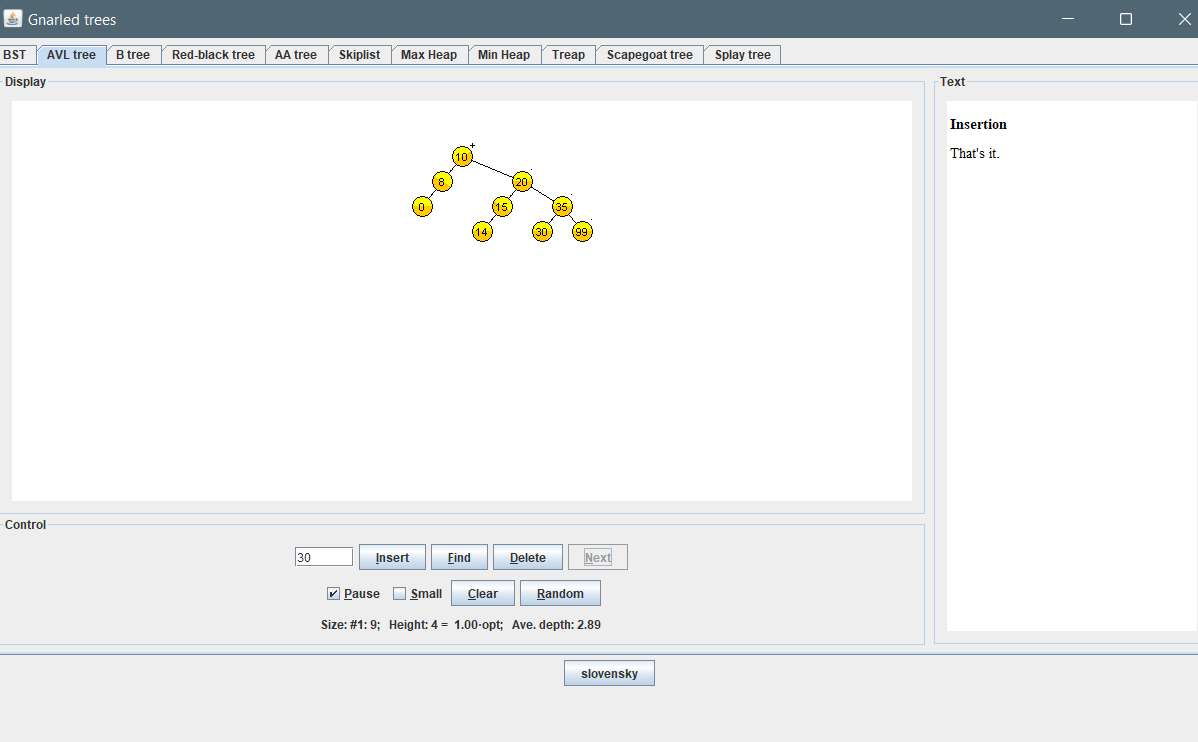 Gnarled trees
BST AVL tree B tree Red-black tree AA tree Skiplist Max Heap Min Heap Treap Scapegoat tree Splay tree
Display
Text
Insertion
That's it.
+
10
8 20
0 15 35
14 30 99
Control
30 Insert Find Delete Next
Pause Small Clear Random
Size: #1: 9; Height: 4 = 1.00·opt; Ave. depth: 2.89
slovensky